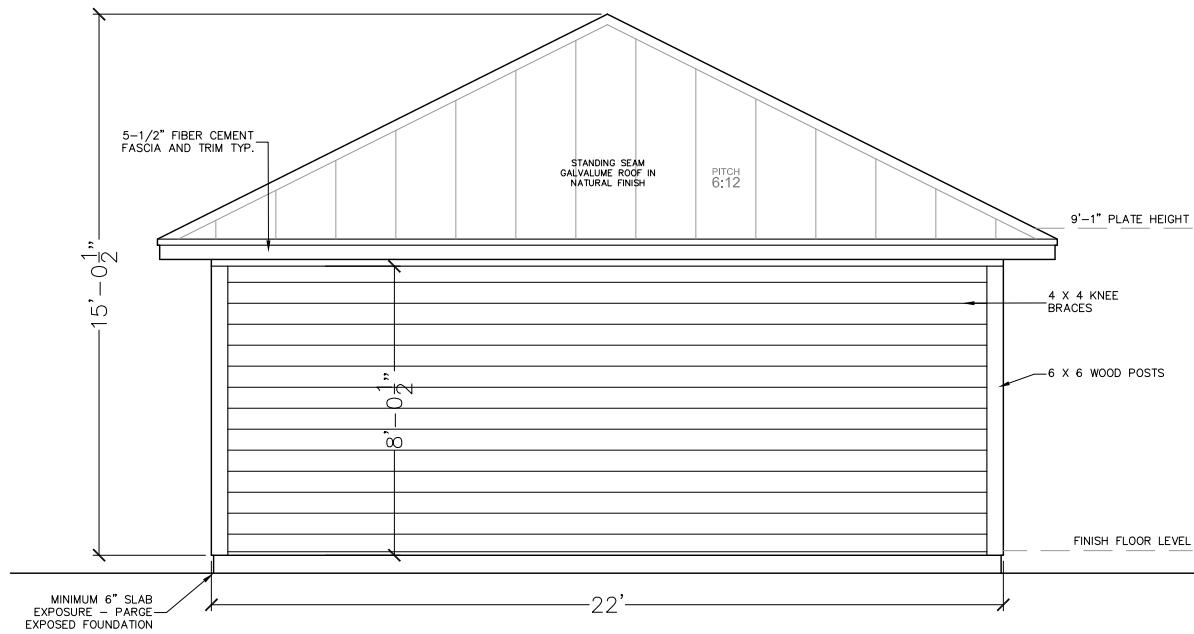 5-1/2" FIBER CEMENT
FASCIA AND TRIM TYP.
STANDING SEAM
GALVALUME ROOF IN
NATURAL FINISH
PITCH
6:12
9'-1" PLATE HEIGHT
15'-0 1/2"
4 X 4 KNEE
BRACES
6 X 6 WOOD POSTS
8'-0 1/2"
FINISH FLOOR LEVEL
MINIMUM 6" SLAB
EXPOSURE - PARGE
EXPOSED FOUNDATION
22'